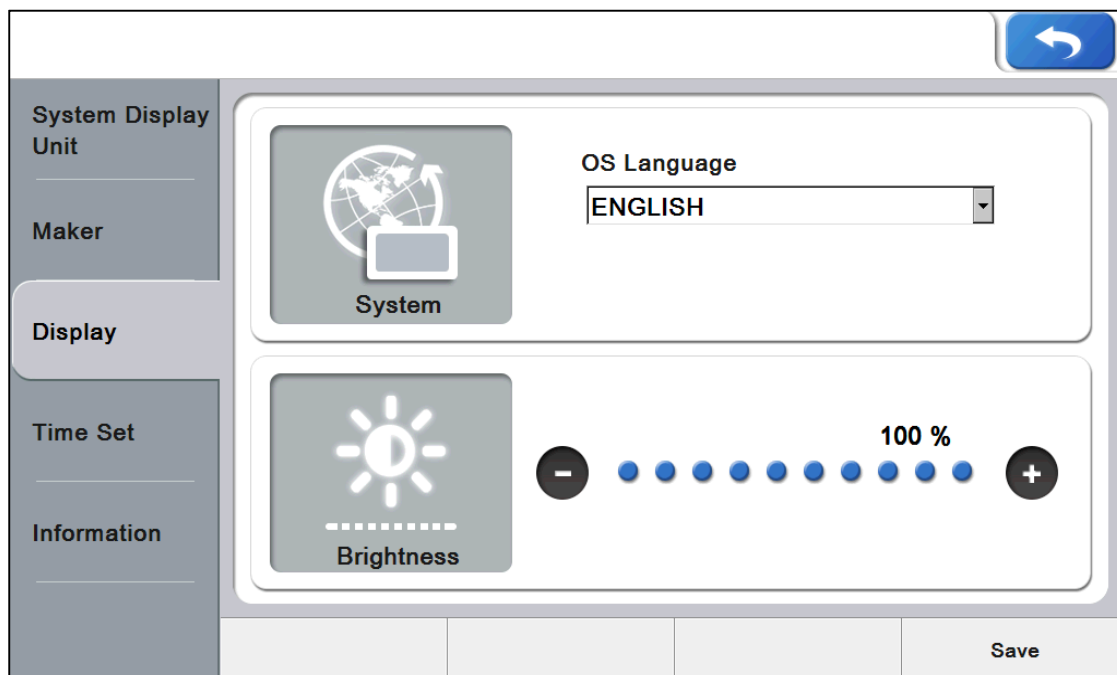 System Display
Unit
Maker
Display
Time Set
Information
System
OS Language
ENGLISH
Brightness
100 %
-
+
Save